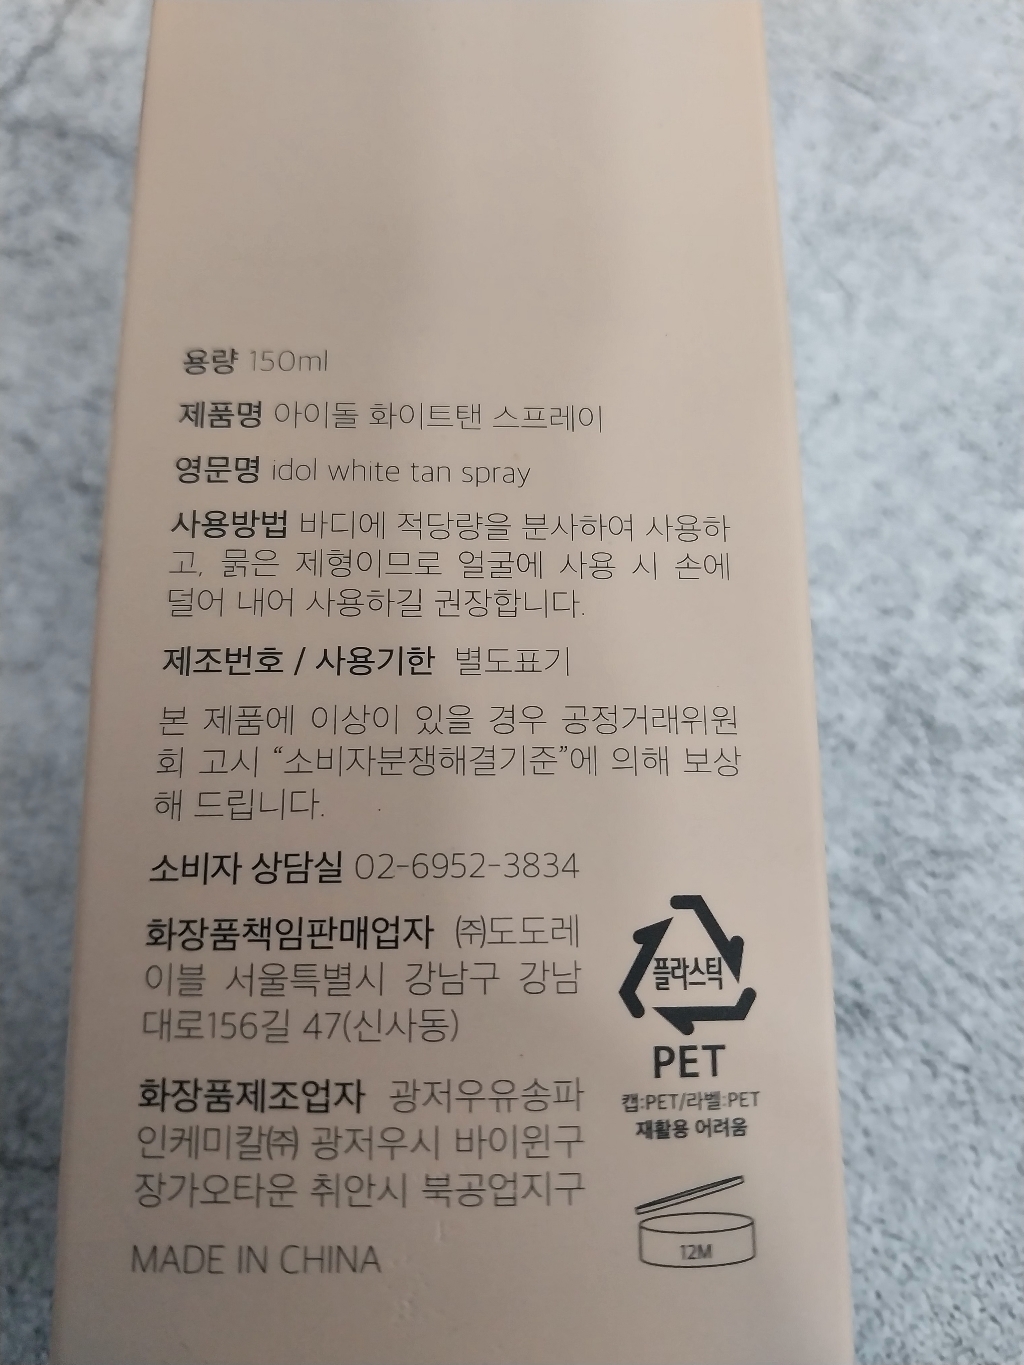 용량 150ml
제품명 아이돌 화이트탠 스프레이
영문명 idol white tan spray
사용방법 바디에 적당량을 분사하여 사용하
고, 묽은 제형이므로 얼굴에 사용 시 손에
덜어 내어 사용하길 권장합니다.
제조번호 / 사용기한 별도표기
본 제품에 이상이 있을 경우 공정거래위원
회 고시 “소비자분쟁해결기준”에 의해 보상
해 드립니다.
소비자 상담실 02-6952-3834
화장품책임판매업자 ㈜도도레
이블 서울특별시 강남구 강남
대로156길 47(신사동)
화장품제조업자 광저우유송파
인케미칼㈜ 광저우시 바이윈구
장가오타운 취안시 북공업지구
MADE IN CHINA
플라스틱
PET
캡:PET/라벨:PET
재활용 어려움
12M